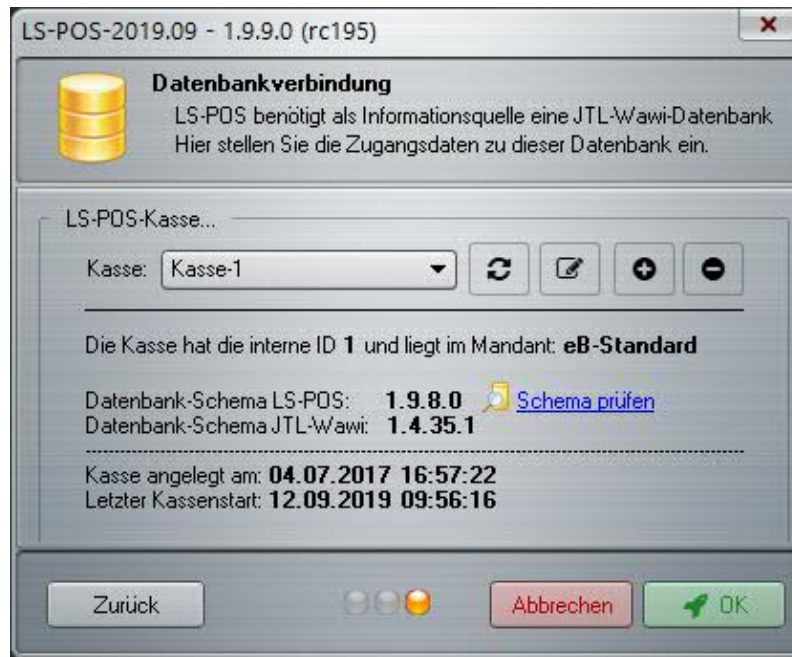 LS-POS-2019.09 - 1.9.9.0 (rc195)
Datenbankverbindung
LS-POS benötigt als Informationsquelle eine JTL-Wawi-Datenbank
Hier stellen Sie die Zugangsdaten zu dieser Datenbank ein.
LS-POS-Kasse...
Kasse: Kasse-1
Die Kasse hat die interne ID 1 und liegt im Mandant: eB-Standard
Datenbank-Schema LS-POS: 1.9.8.0 Schema prüfen
Datenbank-Schema JTL-Wawi: 1.4.35.1
Kasse angelegt am: 04.07.2017 16:57:22
Letzter Kassenstart: 12.09.2019 09:56:16
Zurück Abbrechen OK